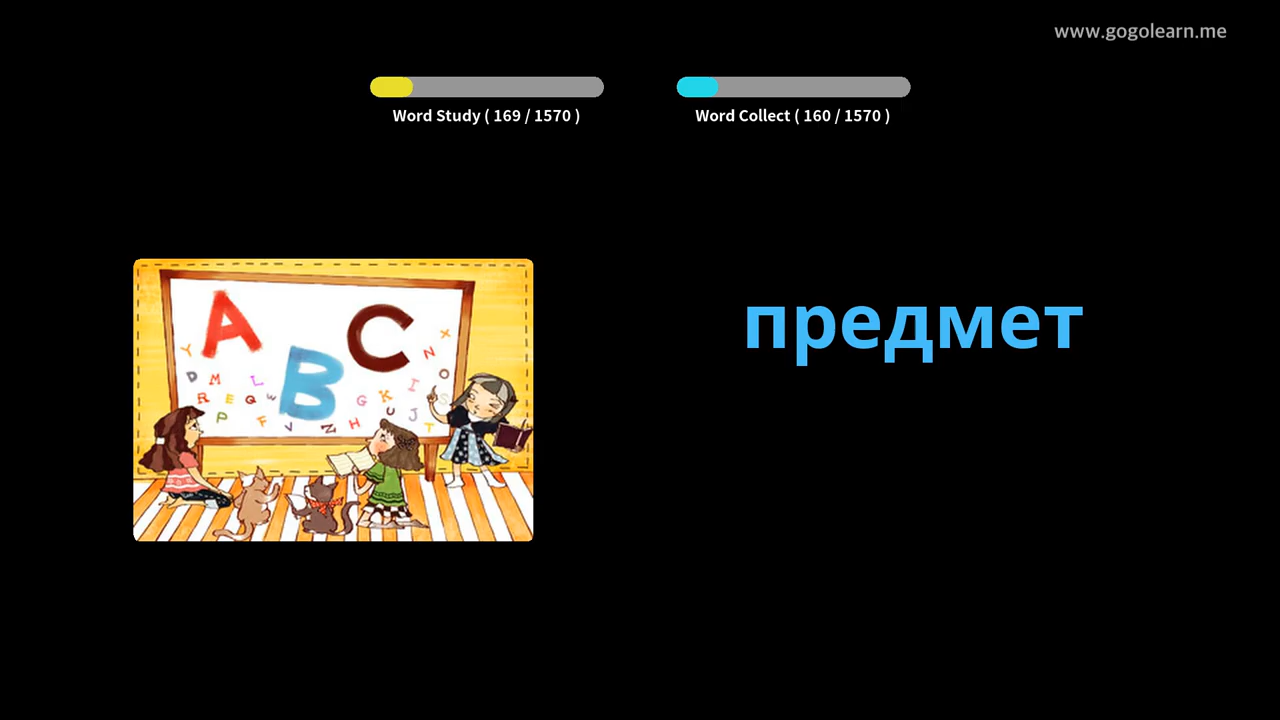 www.gogolearn.me
Word Study ( 169 / 1570 )
Word Collect ( 160 / 1570 )
предмет
A
C
B
X
Y
N
D
M
L
I
O
R
E
Q
W
G
K
S
P
F
V
Z
H
U
J
T